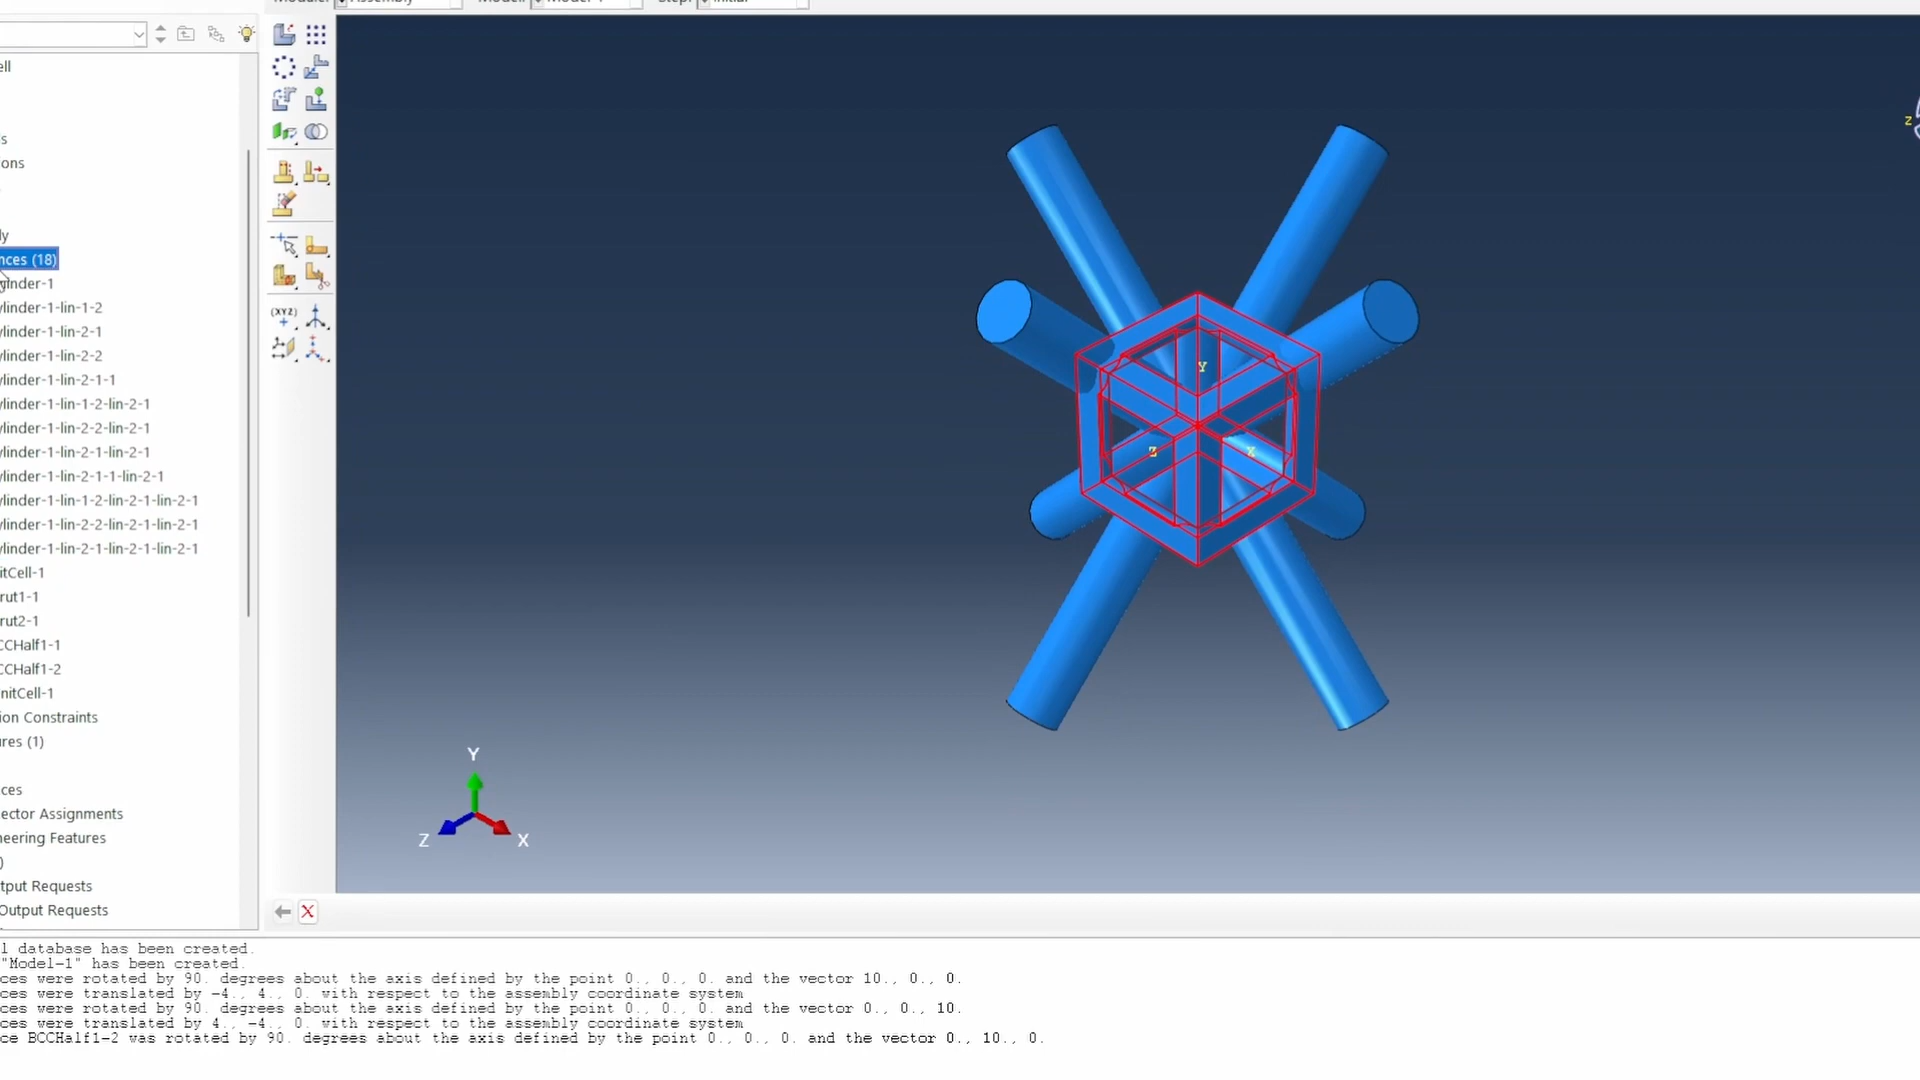 Module: Assembly Model: Model-1 Step: Initial
ell
s
ons
ly
nces (18)
ylinder-1
ylinder-1-lin-1-2
ylinder-1-lin-2-1
ylinder-1-lin-2-2
ylinder-1-lin-2-1-1
ylinder-1-lin-1-2-lin-2-1
ylinder-1-lin-2-2-lin-2-1
ylinder-1-lin-2-1-lin-2-1
ylinder-1-lin-2-1-1-lin-2-1
ylinder-1-lin-1-2-lin-2-1-lin-2-1
ylinder-1-lin-2-2-lin-2-1-lin-2-1
ylinder-1-lin-2-1-lin-2-1-lin-2-1
itCell-1
rut1-1
rut2-1
CCHalf1-1
CCHalf1-2
nitCell-1
ion Constraints
ures (1)
ces
ector Assignments
neering Features
)
tput Requests
Output Requests
(XYZ)
Y
Z
X
Y
Z
X
Z
l database has been created.
"Model-1" has been created.
ces were rotated by 90. degrees about the axis defined by the point 0., 0., 0. and the vector 10., 0., 0.
ces were translated by -4., 4., 0. with respect to the assembly coordinate system
ces were rotated by 90. degrees about the axis defined by the point 0., 0., 0. and the vector 0., 0., 10.
ces were translated by 4., -4., 0. with respect to the assembly coordinate system
ce BCCHalf1-2 was rotated by 90. degrees about the axis defined by the point 0., 0., 0. and the vector 0., 10., 0.